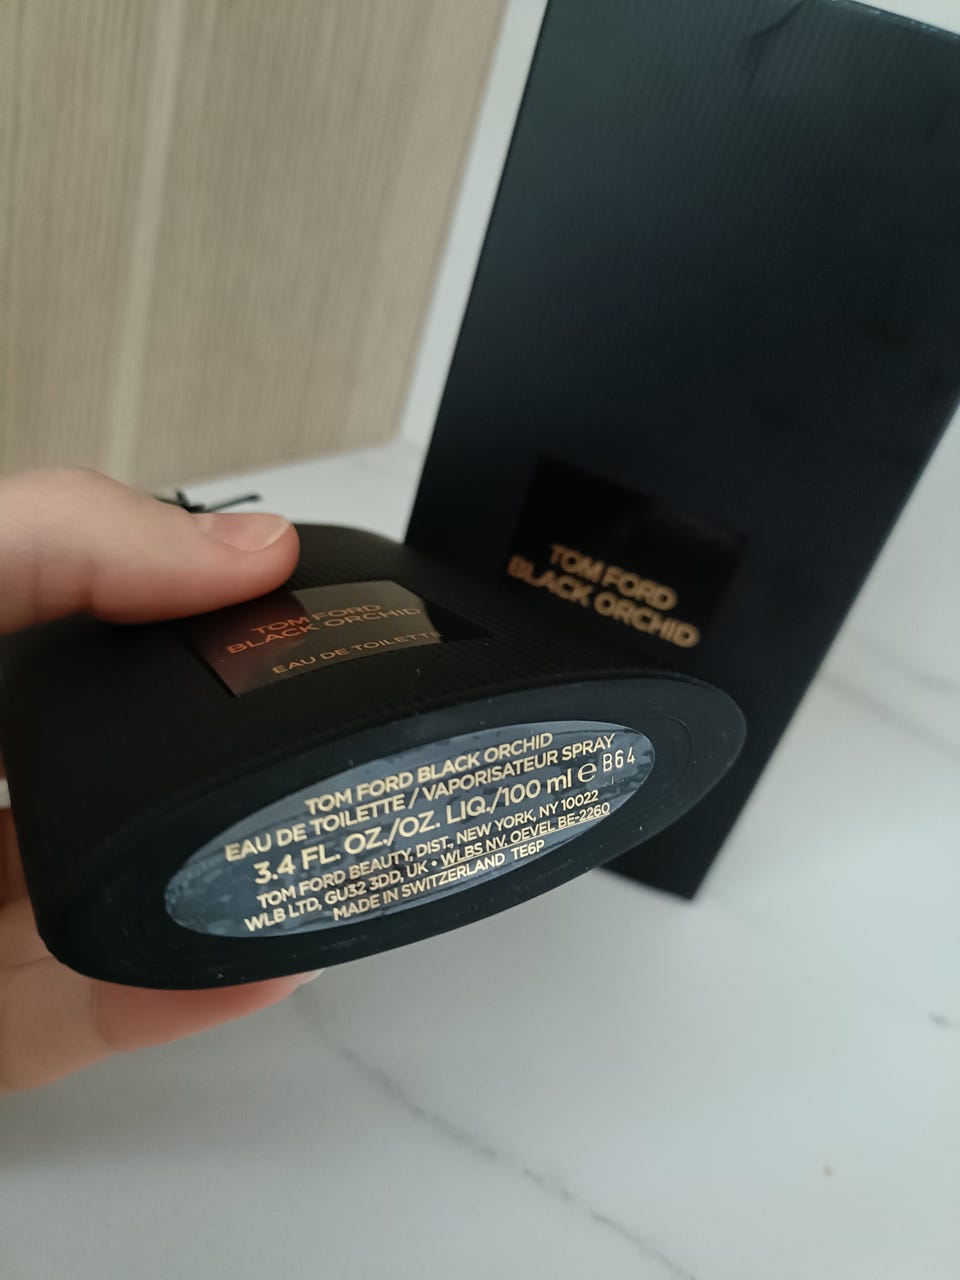 TOM FORD
BLACK ORCHID
TOM FORD
BLACK ORCHID
EAU DE TOILETTE
TOM FORD BLACK ORCHID
EAU DE TOILETTE / VAPORISATEUR SPRAY
3.4 FL. OZ./OZ. LIQ./100 ml ℮ B64
TOM FORD BEAUTY, DIST., NEW YORK, NY 10022
WLB LTD, GU32 3DD, UK • WLBS NV. OEVEL BE-2260
MADE IN SWITZERLAND TE6P